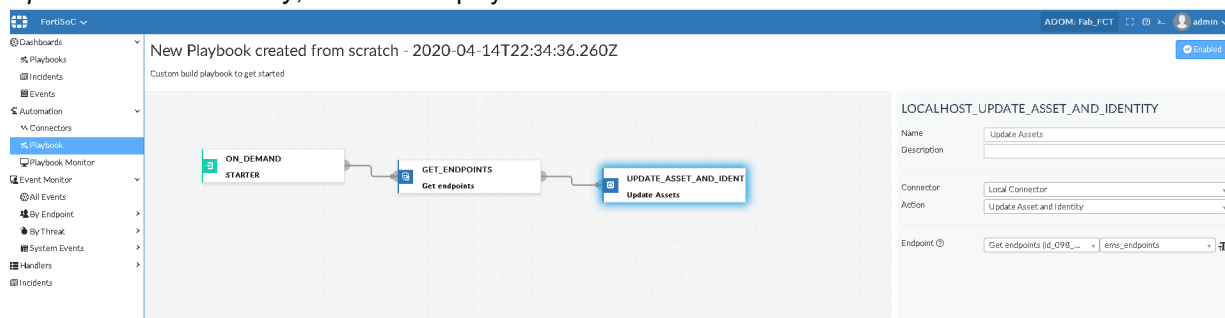 FortiSoC
ADOM: Fab_FCT
admin
Dashboards
Playbooks
Incidents
Events
Automation
Connectors
Playbook
Playbook Monitor
Event Monitor
All Events
By Endpoint
By Threat
System Events
Handlers
Incidents
New Playbook created from scratch - 2020-04-14T22:34:36.260Z
Enabled
Custom build playbook to get started
ON_DEMAND
STARTER
GET_ENDPOINTS
Get endpoints
UPDATE_ASSET_AND_IDENT
Update Assets
LOCALHOST_UPDATE_ASSET_AND_IDENTITY
Name Update Assets
Description
Connector Local Connector
Action Update Asset and Identity
Endpoint Get endpoints (id_098_... ems_endpoints